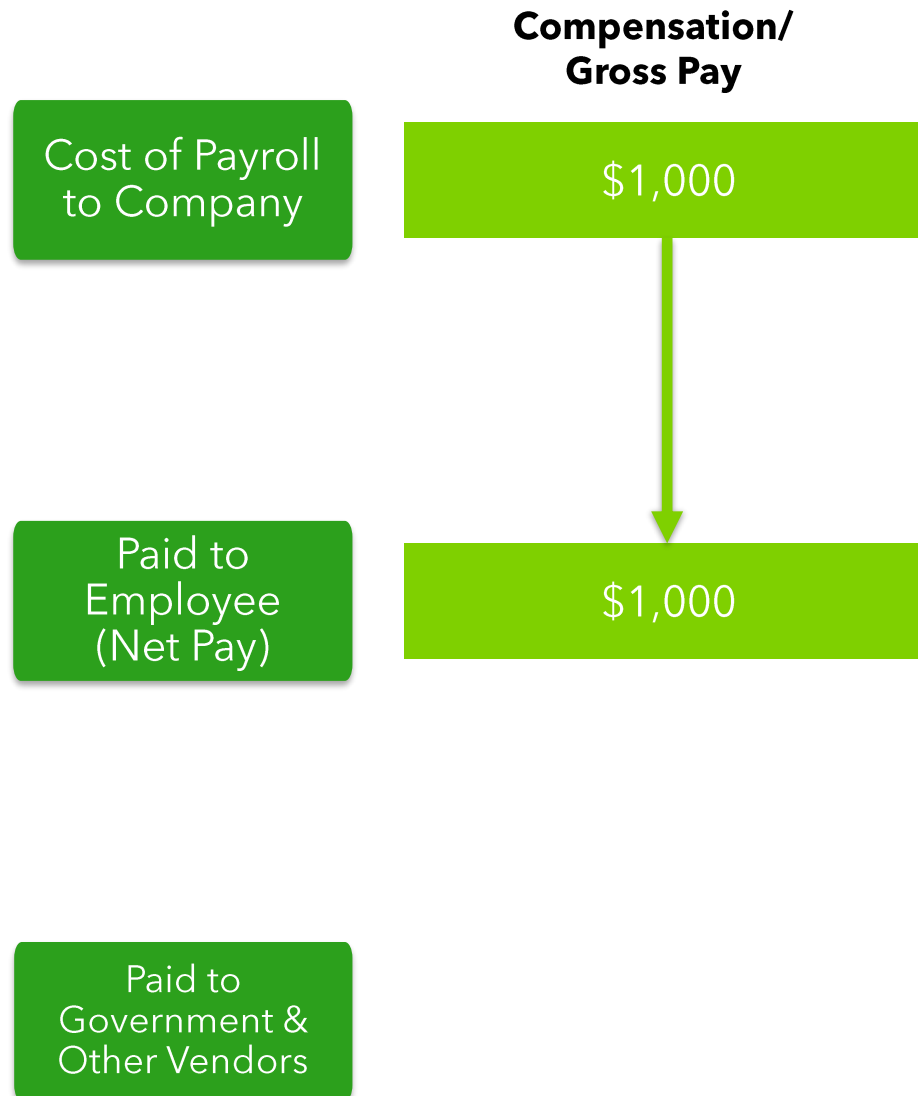 Compensation/
Gross Pay
Cost of Payroll
to Company
$1,000
Paid to
Employee
(Net Pay)
$1,000
Paid to
Government &
Other Vendors